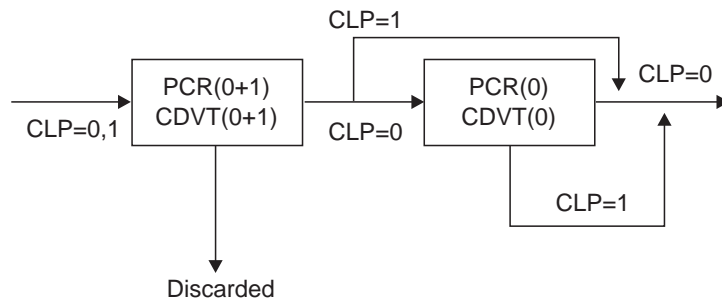 CLP=1
PCR(0+1)
CDVT(0+1)
PCR(0)
CDVT(0)
CLP=0
CLP=0,1
CLP=0
CLP=1
Discarded